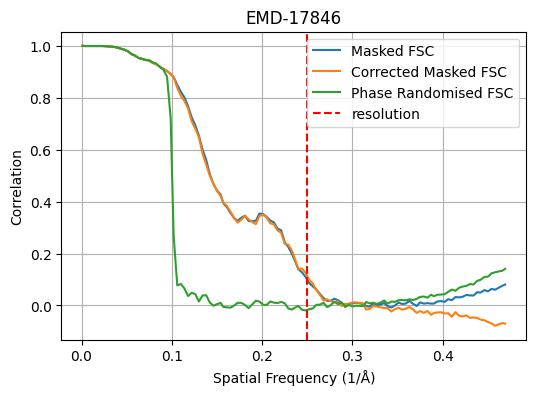 EMD-17846
Masked FSC
Corrected Masked FSC
Phase Randomised FSC
resolution
Correlation
1.0
0.8
0.6
0.4
0.2
0.0
0.0 0.1 0.2 0.3 0.4
Spatial Frequency (1/Å)